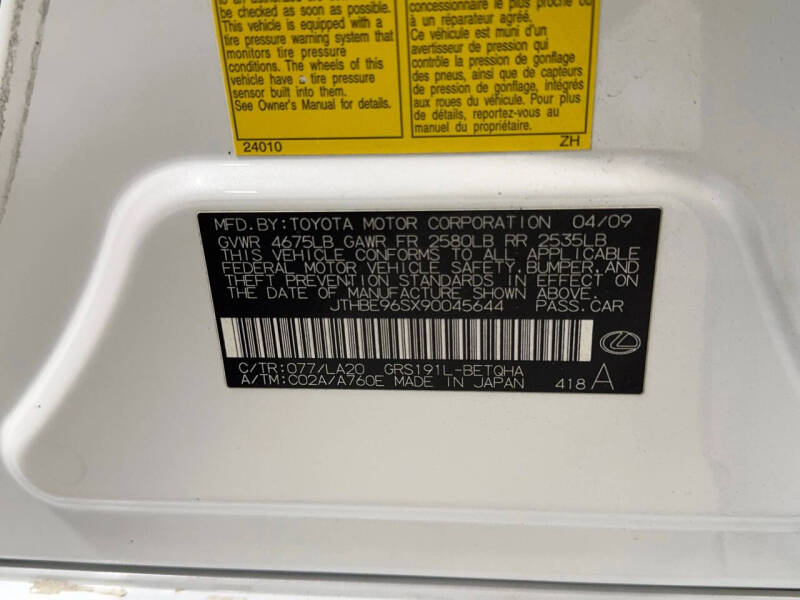 be checked as soon as possible.
This vehicle is equipped with a
tire pressure warning system that
monitors tire pressure
conditions. The wheels of this
vehicle have a tire pressure
sensor built into them.
See Owner's Manual for details.
24010
concessionnaire le plus proche ou
à un réparateur agréé.
Ce véhicule est muni d'un
avertisseur de pression qui
contrôle la pression de gonflage
des pneus, ainsi que de capteurs
de pression de gonflage, intégrés
aux roues du véhicule. Pour plus
de détails, reportez-vous au
manuel du propriétaire.
ZH
MFD.BY:TOYOTA MOTOR CORPORATION 04/09
GVWR 4675LB GAWR FR 2580LB RR 2535LB
THIS VEHICLE CONFORMS TO ALL APPLICABLE
FEDERAL MOTOR VEHICLE SAFETY,BUMPER,AND
THEFT PREVENTION STANDARDS IN EFFECT ON
THE DATE OF MANUFACTURE SHOWN ABOVE.
JTHBE96SX90045644 PASS.CAR
C/TR:077/LA20 GRS191L-BETQHA
A/TM:C02A/A760E MADE IN JAPAN 418 A